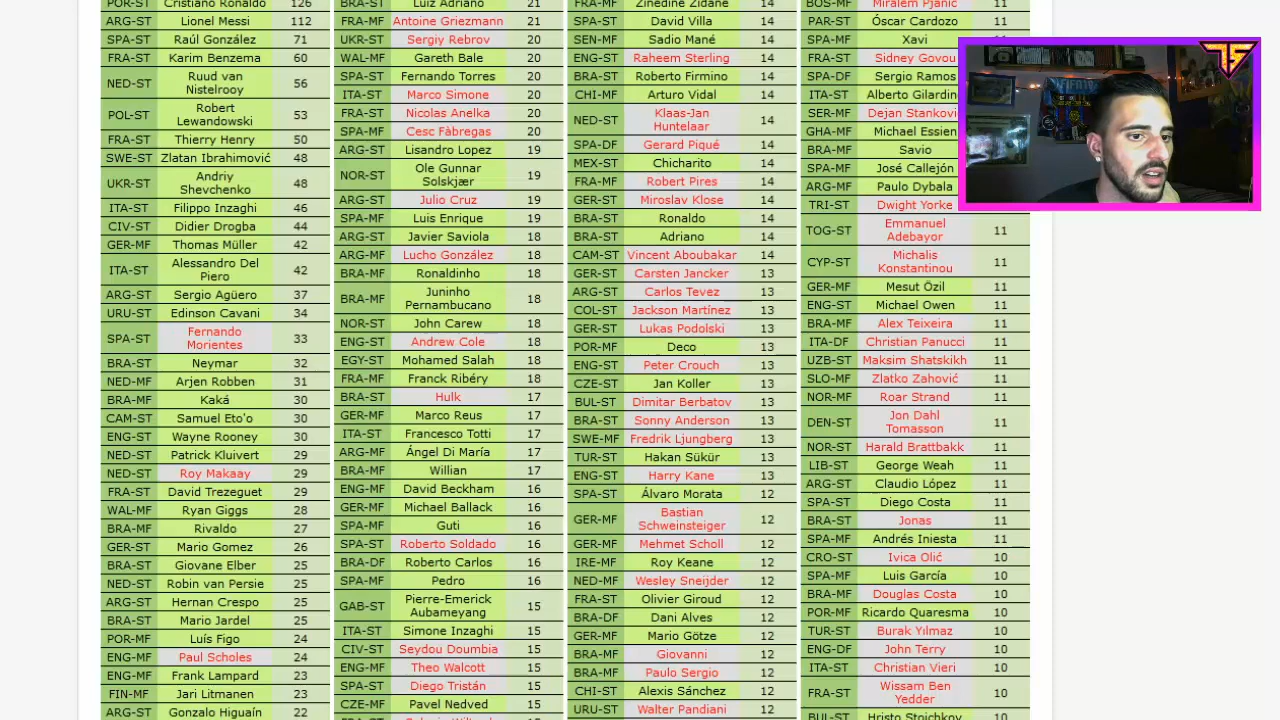 POR-ST Cristiano Ronaldo 126
ARG-ST Lionel Messi 112
SPA-ST Raúl González 71
FRA-ST Karim Benzema 60
NED-ST Ruud van Nistelrooy 56
POL-ST Robert Lewandowski 53
FRA-ST Thierry Henry 50
SWE-ST Zlatan Ibrahimović 48
UKR-ST Andriy Shevchenko 48
ITA-ST Filippo Inzaghi 46
CIV-ST Didier Drogba 44
GER-MF Thomas Müller 42
ITA-ST Alessandro Del Piero 42
ARG-ST Sergio Agüero 37
URU-ST Edinson Cavani 34
SPA-ST Fernando Morientes 33
BRA-ST Neymar 32
NED-MF Arjen Robben 31
BRA-MF Kaká 30
CAM-ST Samuel Eto'o 30
ENG-ST Wayne Rooney 30
NED-ST Patrick Kluivert 29
NED-ST Roy Makaay 29
FRA-ST David Trezeguet 29
WAL-MF Ryan Giggs 28
BRA-MF Rivaldo 27
GER-ST Mario Gomez 26
BRA-ST Giovane Elber 25
NED-ST Robin van Persie 25
ARG-ST Hernan Crespo 25
BRA-ST Mario Jardel 25
POR-MF Luís Figo 24
ENG-MF Paul Scholes 24
ENG-MF Frank Lampard 23
FIN-MF Jari Litmanen 23
ARG-ST Gonzalo Higuaín 22
BRA-ST Luiz Adriano 21
FRA-MF Antoine Griezmann 21
UKR-ST Sergiy Rebrov 20
WAL-MF Gareth Bale 20
SPA-ST Fernando Torres 20
ITA-ST Marco Simone 20
FRA-ST Nicolas Anelka 20
SPA-MF Cesc Fàbregas 20
ARG-ST Lisandro Lopez 19
NOR-ST Ole Gunnar Solskjær 19
ARG-ST Julio Cruz 19
SPA-MF Luis Enrique 19
ARG-ST Javier Saviola 18
ARG-MF Lucho González 18
BRA-MF Ronaldinho 18
BRA-MF Juninho Pernambucano 18
NOR-ST John Carew 18
ENG-ST Andrew Cole 18
EGY-ST Mohamed Salah 18
FRA-MF Franck Ribéry 18
BRA-ST Hulk 17
GER-MF Marco Reus 17
ITA-ST Francesco Totti 17
ARG-MF Ángel Di María 17
BRA-MF Willian 17
ENG-MF David Beckham 16
GER-MF Michael Ballack 16
SPA-MF Guti 16
SPA-ST Roberto Soldado 16
BRA-DF Roberto Carlos 16
SPA-MF Pedro 16
GAB-ST Pierre-Emerick Aubameyang 15
ITA-ST Simone Inzaghi 15
CIV-ST Seydou Doumbia 15
ENG-MF Theo Walcott 15
SPA-ST Diego Tristán 15
CZE-MF Pavel Nedved 15
FRA-MF Zinedine Zidane 14
SPA-ST David Villa 14
SEN-MF Sadio Mané 14
ENG-ST Raheem Sterling 14
BRA-ST Roberto Firmino 14
CHI-MF Arturo Vidal 14
NED-ST Klaas-Jan Huntelaar 14
SPA-DF Gerard Piqué 14
MEX-ST Chicharito 14
FRA-MF Robert Pires 14
GER-ST Miroslav Klose 14
BRA-ST Ronaldo 14
BRA-ST Adriano 14
CAM-ST Vincent Aboubakar 14
GER-ST Carsten Jancker 13
ARG-ST Carlos Tevez 13
COL-ST Jackson Martínez 13
GER-ST Lukas Podolski 13
POR-MF Deco 13
ENG-ST Peter Crouch 13
CZE-ST Jan Koller 13
BUL-ST Dimitar Berbatov 13
BRA-ST Sonny Anderson 13
SWE-MF Fredrik Ljungberg 13
TUR-ST Hakan Sükür 13
ENG-ST Harry Kane 13
SPA-ST Álvaro Morata 12
GER-MF Bastian Schweinsteiger 12
GER-MF Mehmet Scholl 12
IRE-MF Roy Keane 12
NED-MF Wesley Sneijder 12
FRA-ST Olivier Giroud 12
BRA-DF Dani Alves 12
GER-MF Mario Götze 12
BRA-MF Giovanni 12
BRA-MF Paulo Sergio 12
CHI-ST Alexis Sánchez 12
URU-ST Walter Pandiani 12
BOS-MF Miralem Pjanić 11
PAR-ST Óscar Cardozo 11
SPA-MF Xavi 11
FRA-ST Sidney Govou
SPA-DF Sergio Ramos
ITA-ST Alberto Gilardin
SER-MF Dejan Stankovi
GHA-MF Michael Essien
BRA-MF Savio
SPA-MF José Callejón
ARG-MF Paulo Dybala
TRI-ST Dwight Yorke
TOG-ST Emmanuel Adebayor 11
CYP-ST Michalis Konstantinou 11
GER-MF Mesut Özil 11
ENG-ST Michael Owen 11
BRA-MF Alex Teixeira 11
ITA-DF Christian Panucci 11
UZB-ST Maksim Shatskikh 11
SLO-MF Zlatko Zahović 11
NOR-MF Roar Strand 11
DEN-ST Jon Dahl Tomasson 11
NOR-ST Harald Brattbakk 11
LIB-ST George Weah 11
ARG-ST Claudio López 11
SPA-ST Diego Costa 11
BRA-ST Jonas 11
SPA-MF Andrés Iniesta 11
CRO-ST Ivica Olić 10
SPA-MF Luis García 10
BRA-MF Douglas Costa 10
POR-MF Ricardo Quaresma 10
TUR-ST Burak Yılmaz 10
ENG-DF John Terry 10
ITA-ST Christian Vieri 10
FRA-ST Wissam Ben Yedder 10
BUL-ST Hristo Stoichkov 10